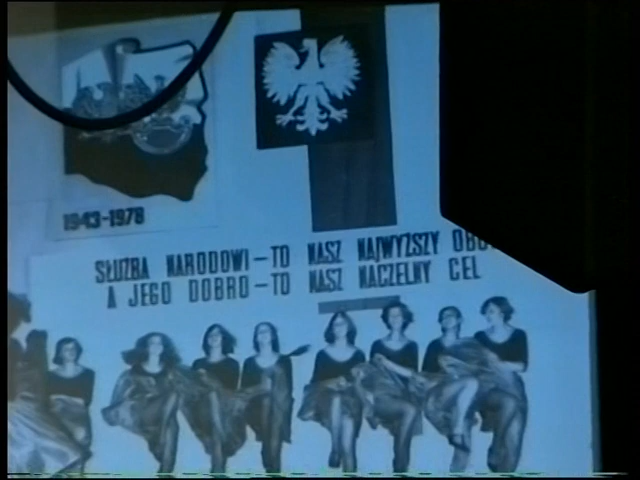 1943-1978
SŁUŻBA NARODOWI – TO NASZ NAJWYŻSZY
A JEGO DOBRO – TO NASZ NACZELNY CEL